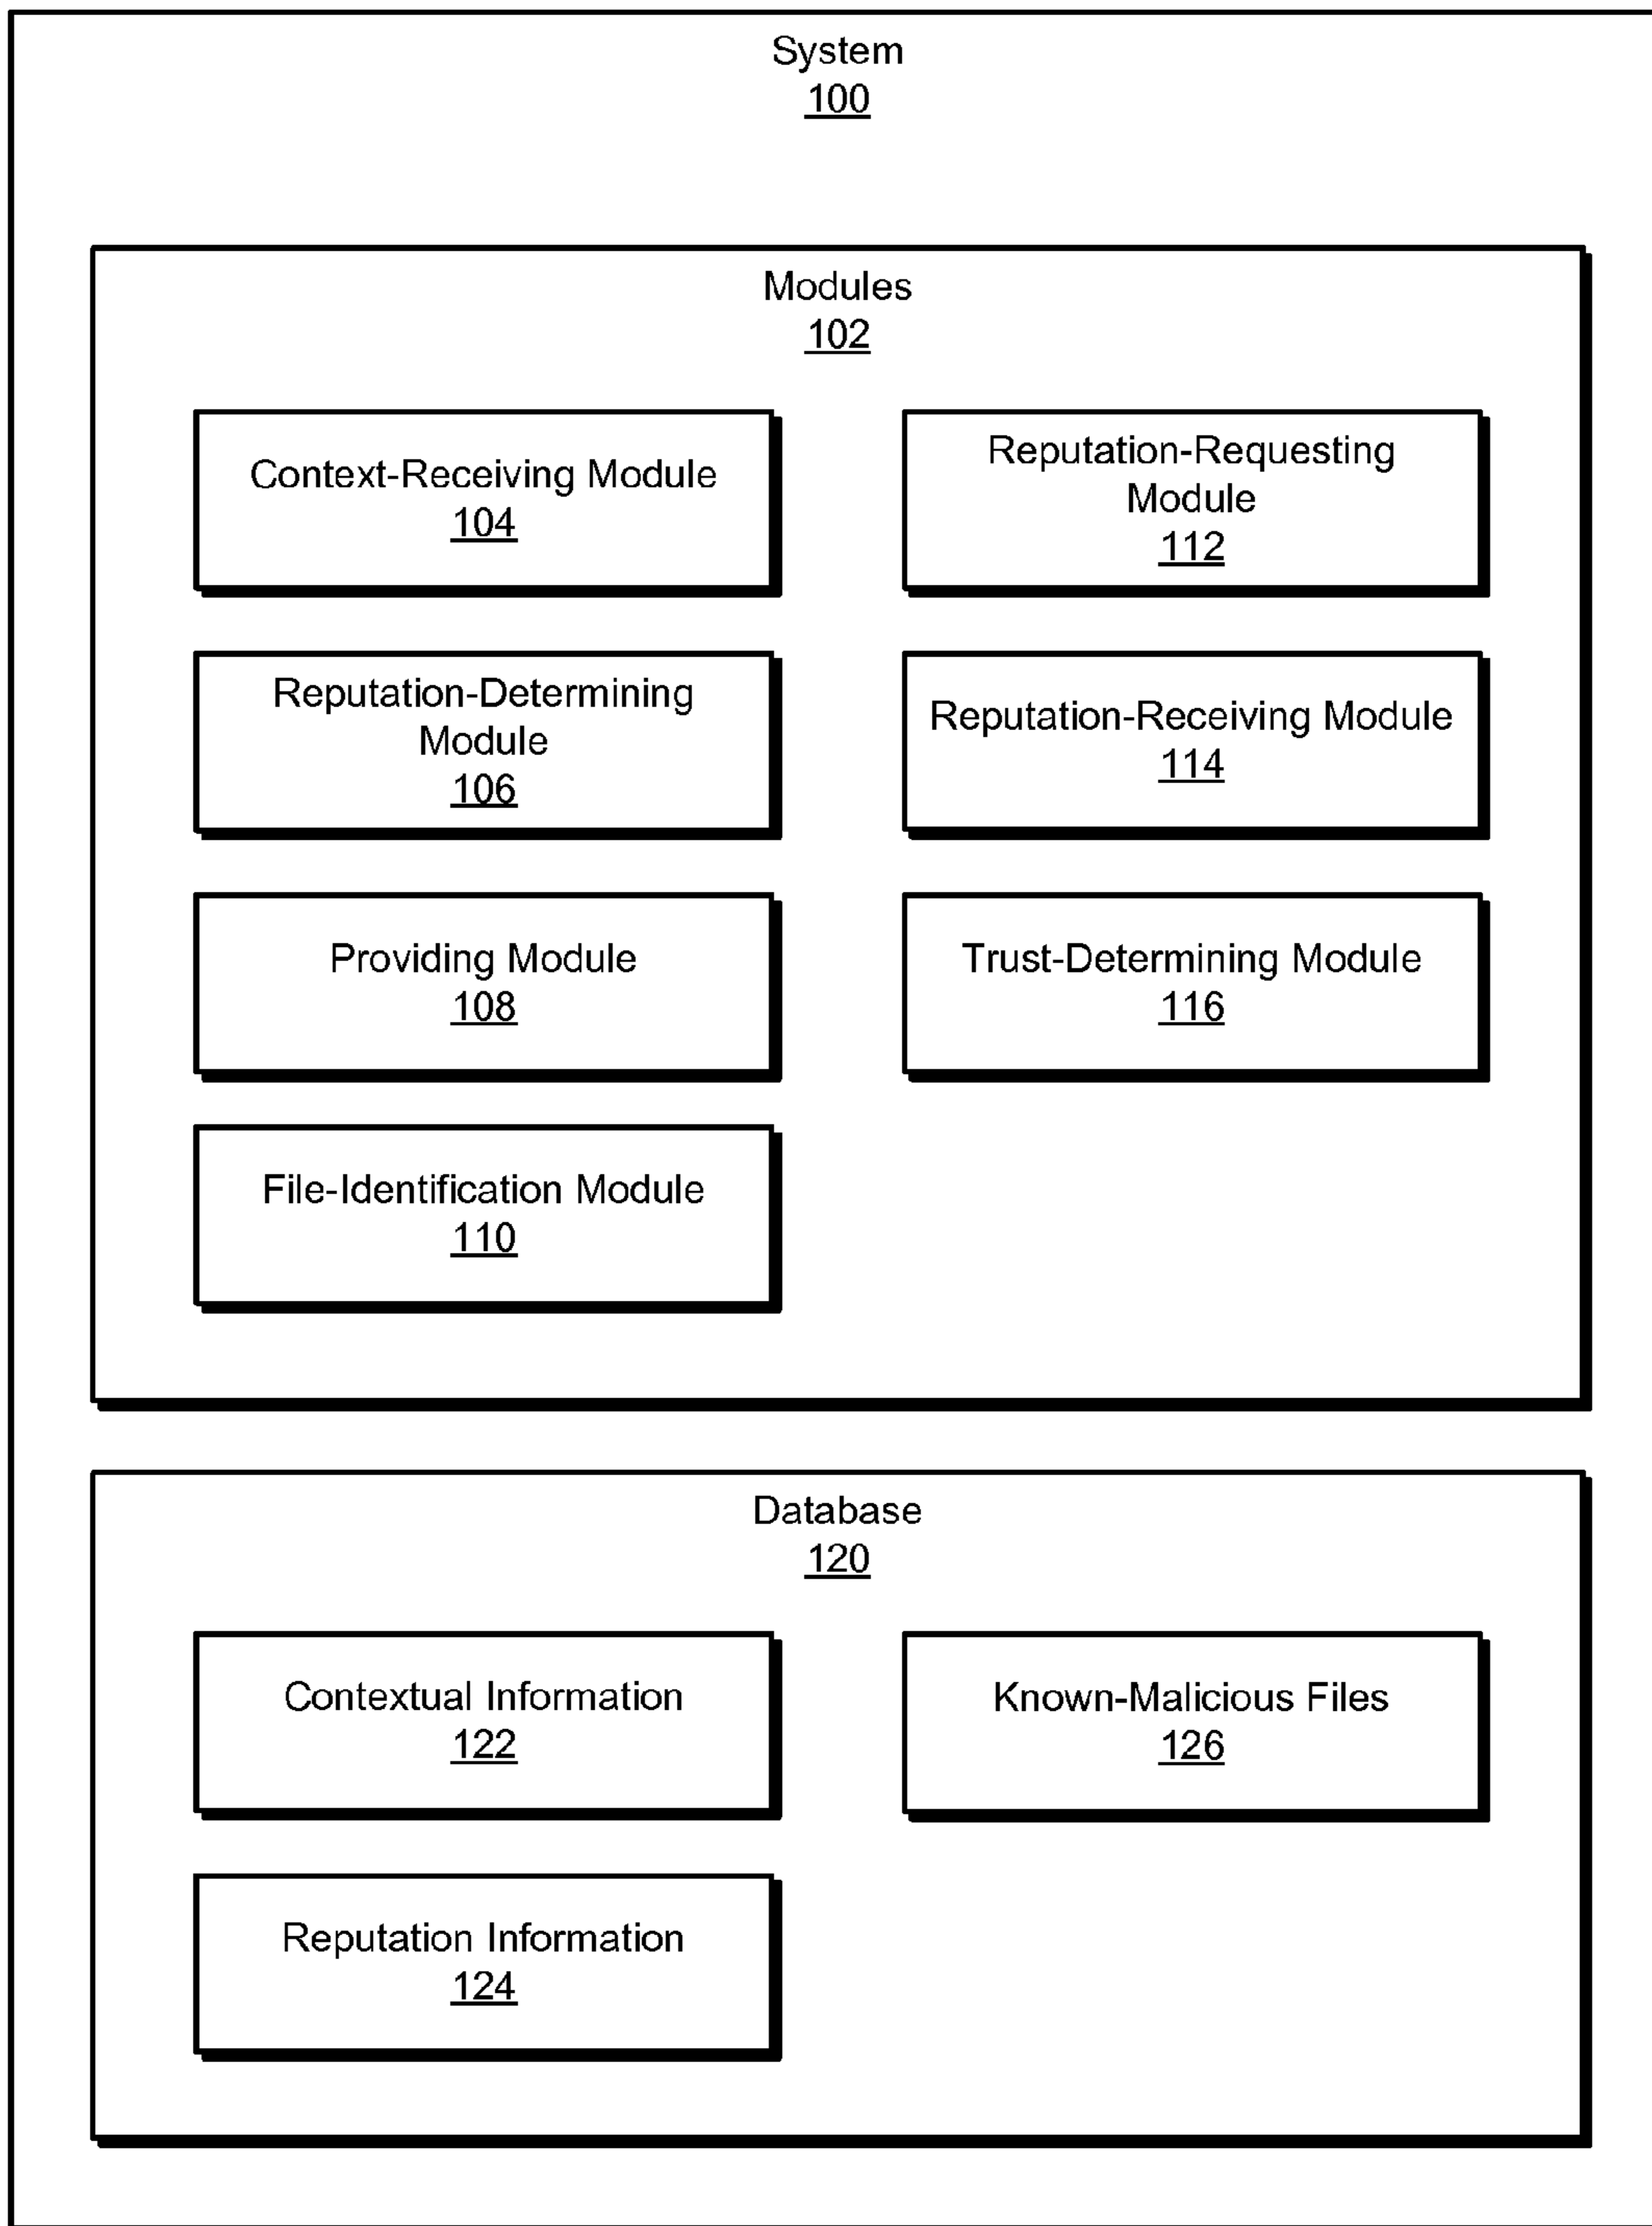 System
100
Modules
102
Context-Receiving Module
104
Reputation-Requesting
Module
112
Reputation-Determining
Module
106
Reputation-Receiving Module
114
Providing Module
108
Trust-Determining Module
116
File-Identification Module
110
Database
120
Contextual Information
122
Known-Malicious Files
126
Reputation Information
124